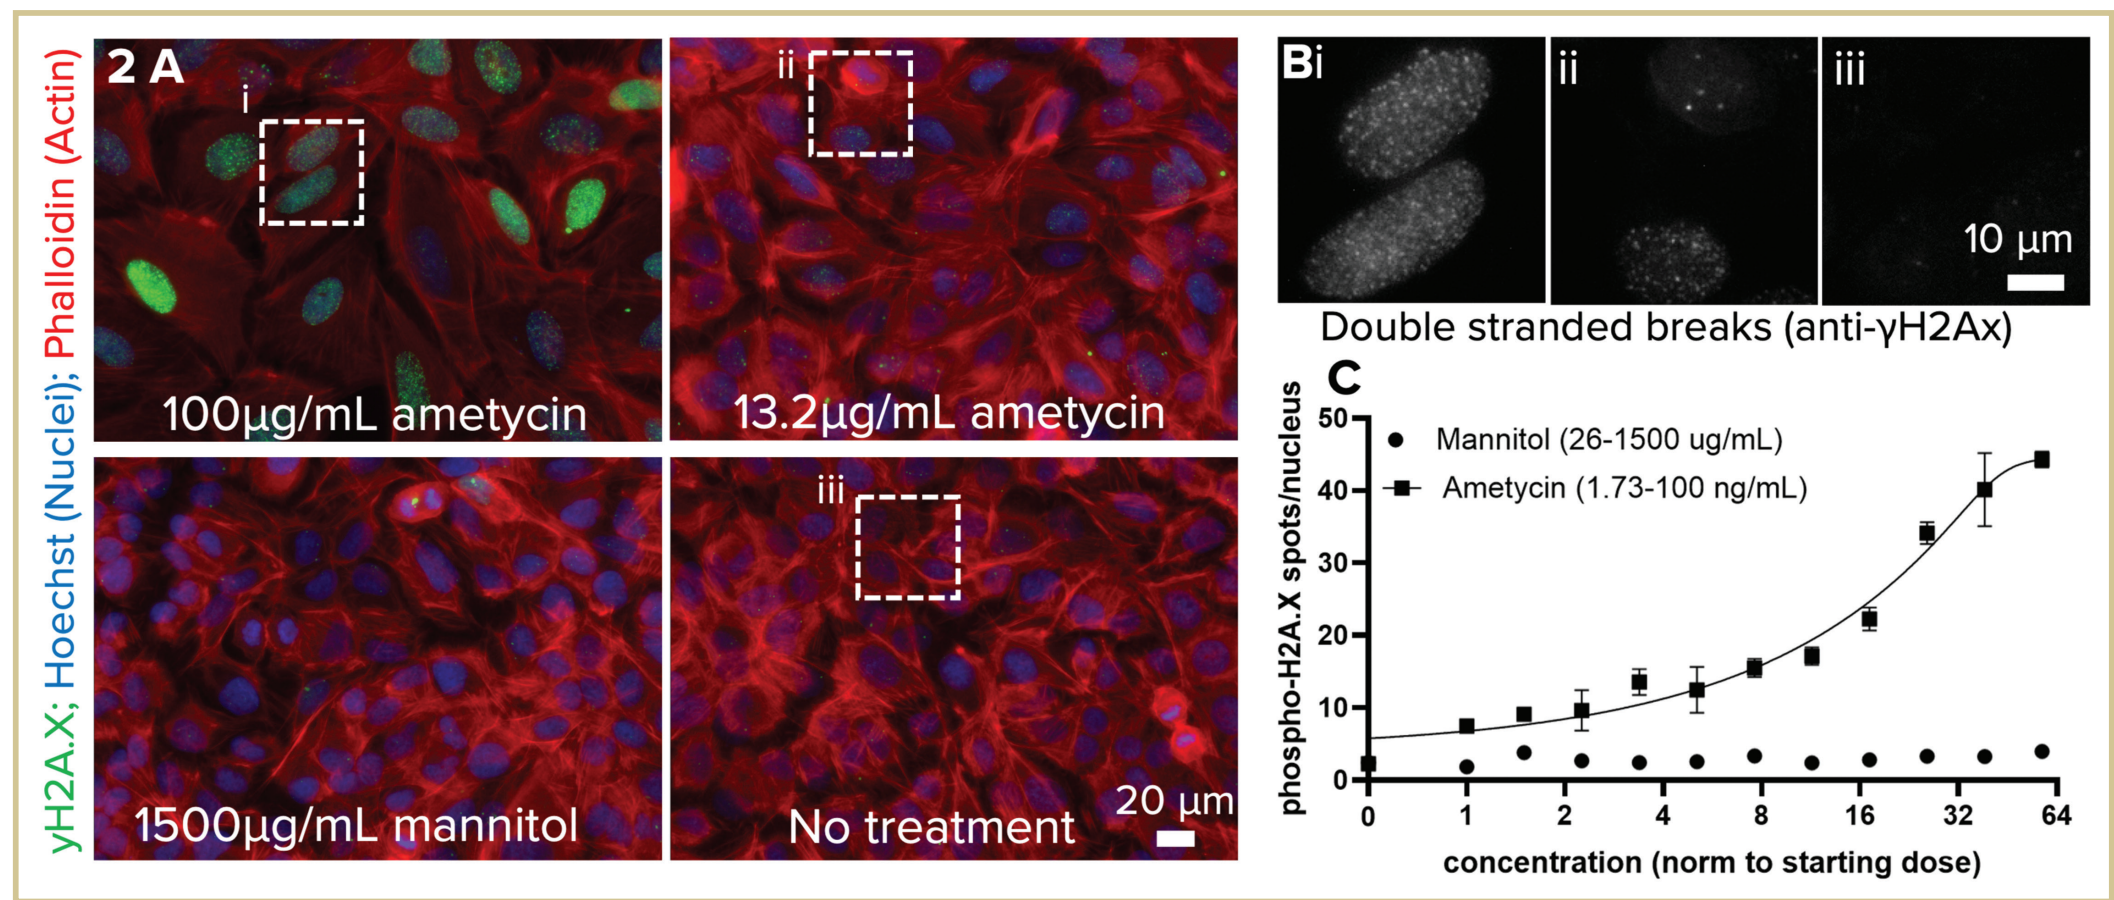 yH2A.X; Hoechst (Nuclei); Phalloidin (Actin)
2 A
i
100µg/mL ametycin
ii
13.2µg/mL ametycin
1500µg/mL mannitol
iii
20 µm
No treatment
Bi
ii
iii
10 µm
Double stranded breaks (anti-γH2Ax)
C
phospho-H2A.X spots/nucleus
50
40
30
20
10
0
Mannitol (26-1500 ug/mL)
Ametycin (1.73-100 ng/mL)
0 1 2 4 8 16 32 64
concentration (norm to starting dose)